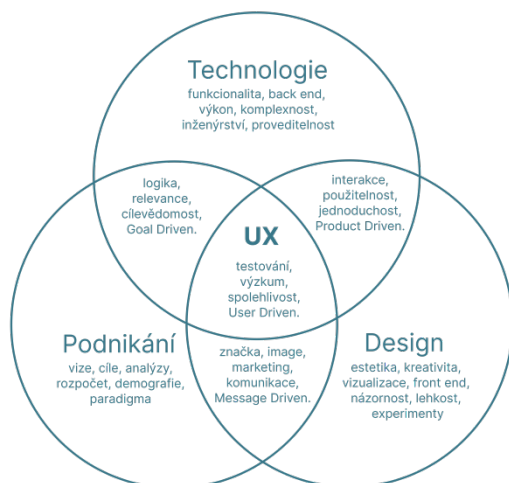 Technologie
funkcionalita, back end,
výkon, komplexnost,
inženýrství, proveditelnost
logika,
relevance,
cílevědomost,
Goal Driven.
interakce,
použitelnost,
jednoduchost,
Product Driven.
UX
testování,
výzkum,
spolehlivost,
User Driven.
Podnikání
vize, cíle, analýzy,
rozpočet, demografie,
paradigma
značka, image,
marketing,
komunikace,
Message Driven.
Design
estetika, kreativita,
vizualizace, front end,
názornost, lehkost,
experimenty